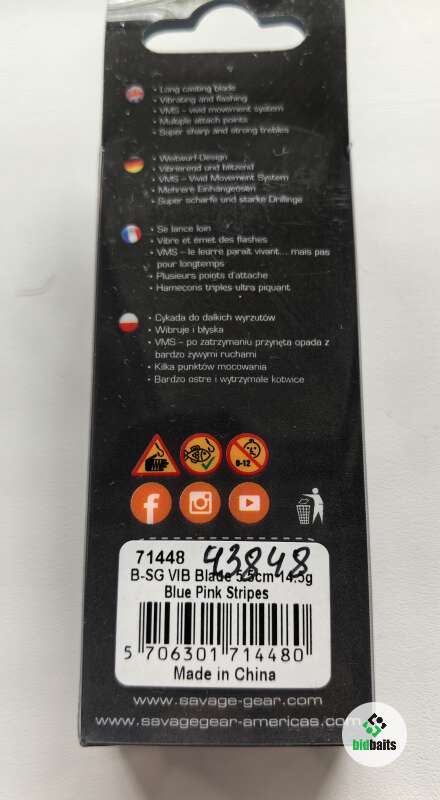 • Long casting blade
• Vibrating and flashing
• VMS - vivid movement system
• Multiple attach points
• Super sharp and strong trebles
• Weitwurf-Design
• Vibrierend und blitzend
• VMS - Vivid Movement System
• Mehrere Einhängeösen
• Super scharfe und starke Drillinge
• Se lance loin
• Vibre et émet des flashes
• VMS - le leurre paraît vivant... mais pas
pour longtemps
• Plusieurs points d'attache
• Hameçons triples ultra piquant
• Cykada do dalkich wyrzutów
• Wibruje i błyska
• VMS - po zatrzymaniu przynęta opada z
bardzo żywymi ruchami
• Kilka punktów mocowania
• Bardzo ostre i wytrzymałe kotwice
0-12
71448 43848
B-SG VIB Blade 5.5cm 14.5g
Blue Pink Stripes
5 706301 714480
Made in China
www.savage-gear.com
www.savagegear-americas.com
bidbaits